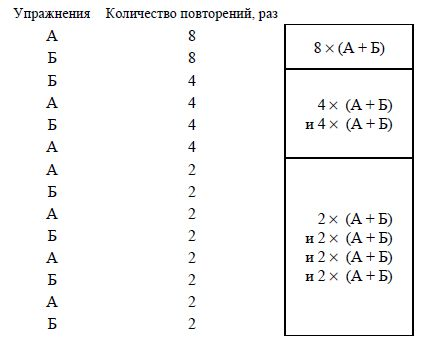 Упражнения Количество повторений, раз
А 8
Б 8
8 × (А + Б)
Б 4
А 4
Б 4
А 4
4 × (А + Б)
и 4 × (А + Б)
А 2
Б 2
А 2
Б 2
А 2
Б 2
А 2
Б 2
2 × (А + Б)
и 2 × (А + Б)
и 2 × (А + Б)
и 2 × (А + Б)